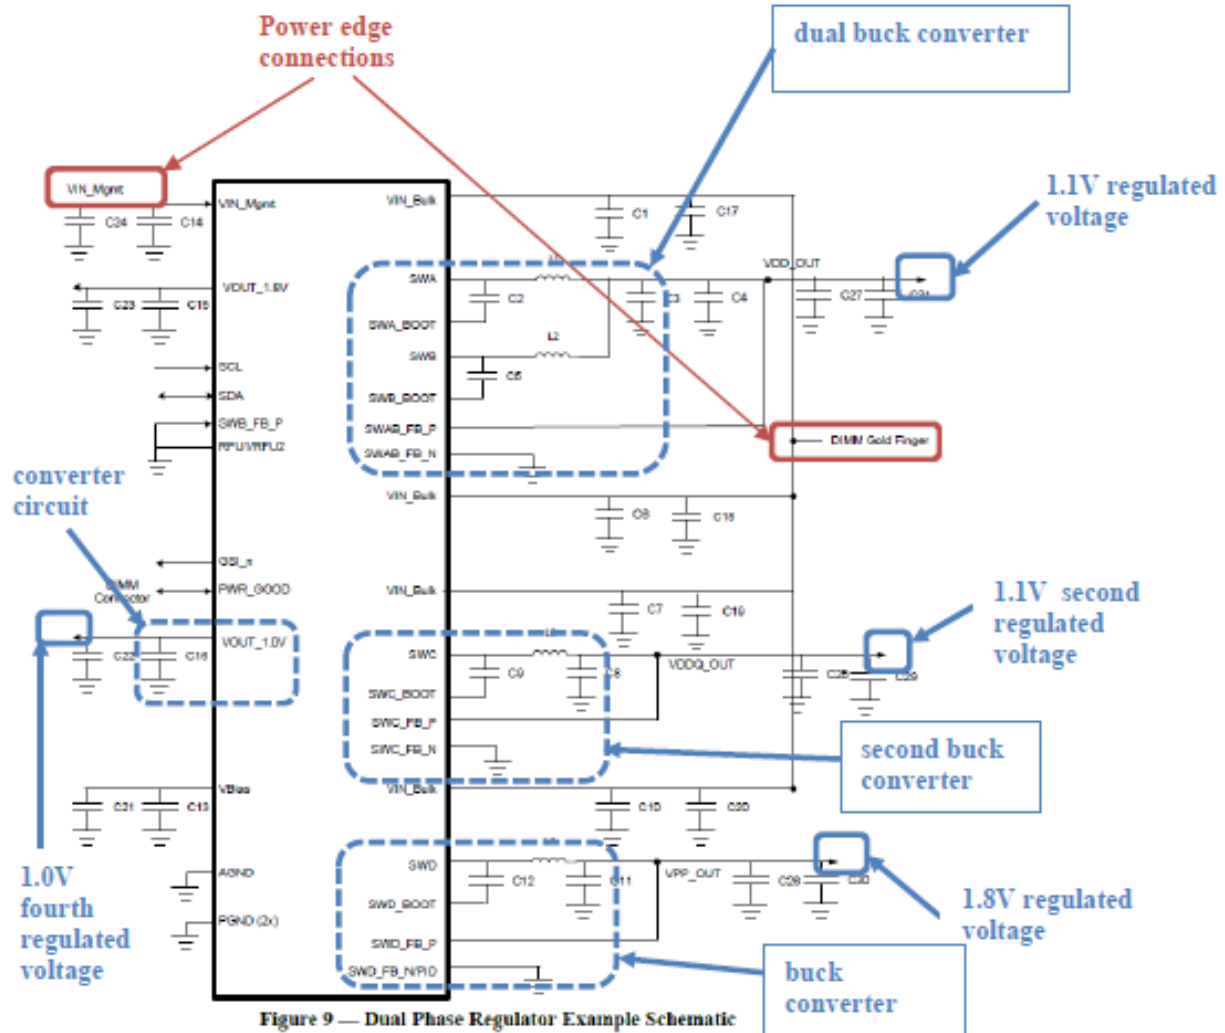 Power edge
connections
dual buck converter
1.1V regulated
voltage
VIN_Mgmt
VIN_Mgmt
C24
C14
VIN_Bulk
C1
C17
VOUT_1.8V
C23
C15
SWA
VDD_OUT
C2
C3
C4
C27
SWA_BOOT
SWB
L2
C5
SWB_BOOT
SWAB_FB_P
SWAB_FB_N
SCL
SDA
SWB_FB_P
RFU1/RFU2
DIMM Gold Finger
converter
circuit
VIN_Bulk
C18
GSI_n
PWR_GOOD
VIN_Bulk
C7
C19
1.1V second
regulated
voltage
VOUT_1.0V
C22
C16
SWC
VDDQ_OUT
C9
C8
C29
SWC_BOOT
SWC_FB_P
SWC_FB_N
second buck
converter
VBias
C21
C13
VIN_Bulk
C10
C20
1.0V
fourth
regulated
voltage
AGND
PGND (2x)
SWD
VPP_OUT
C12
C11
SWD_BOOT
SWD_FB_P
SWD_FB_N/PID
1.8V regulated
voltage
buck
converter
Figure 9 — Dual Phase Regulator Example Schematic